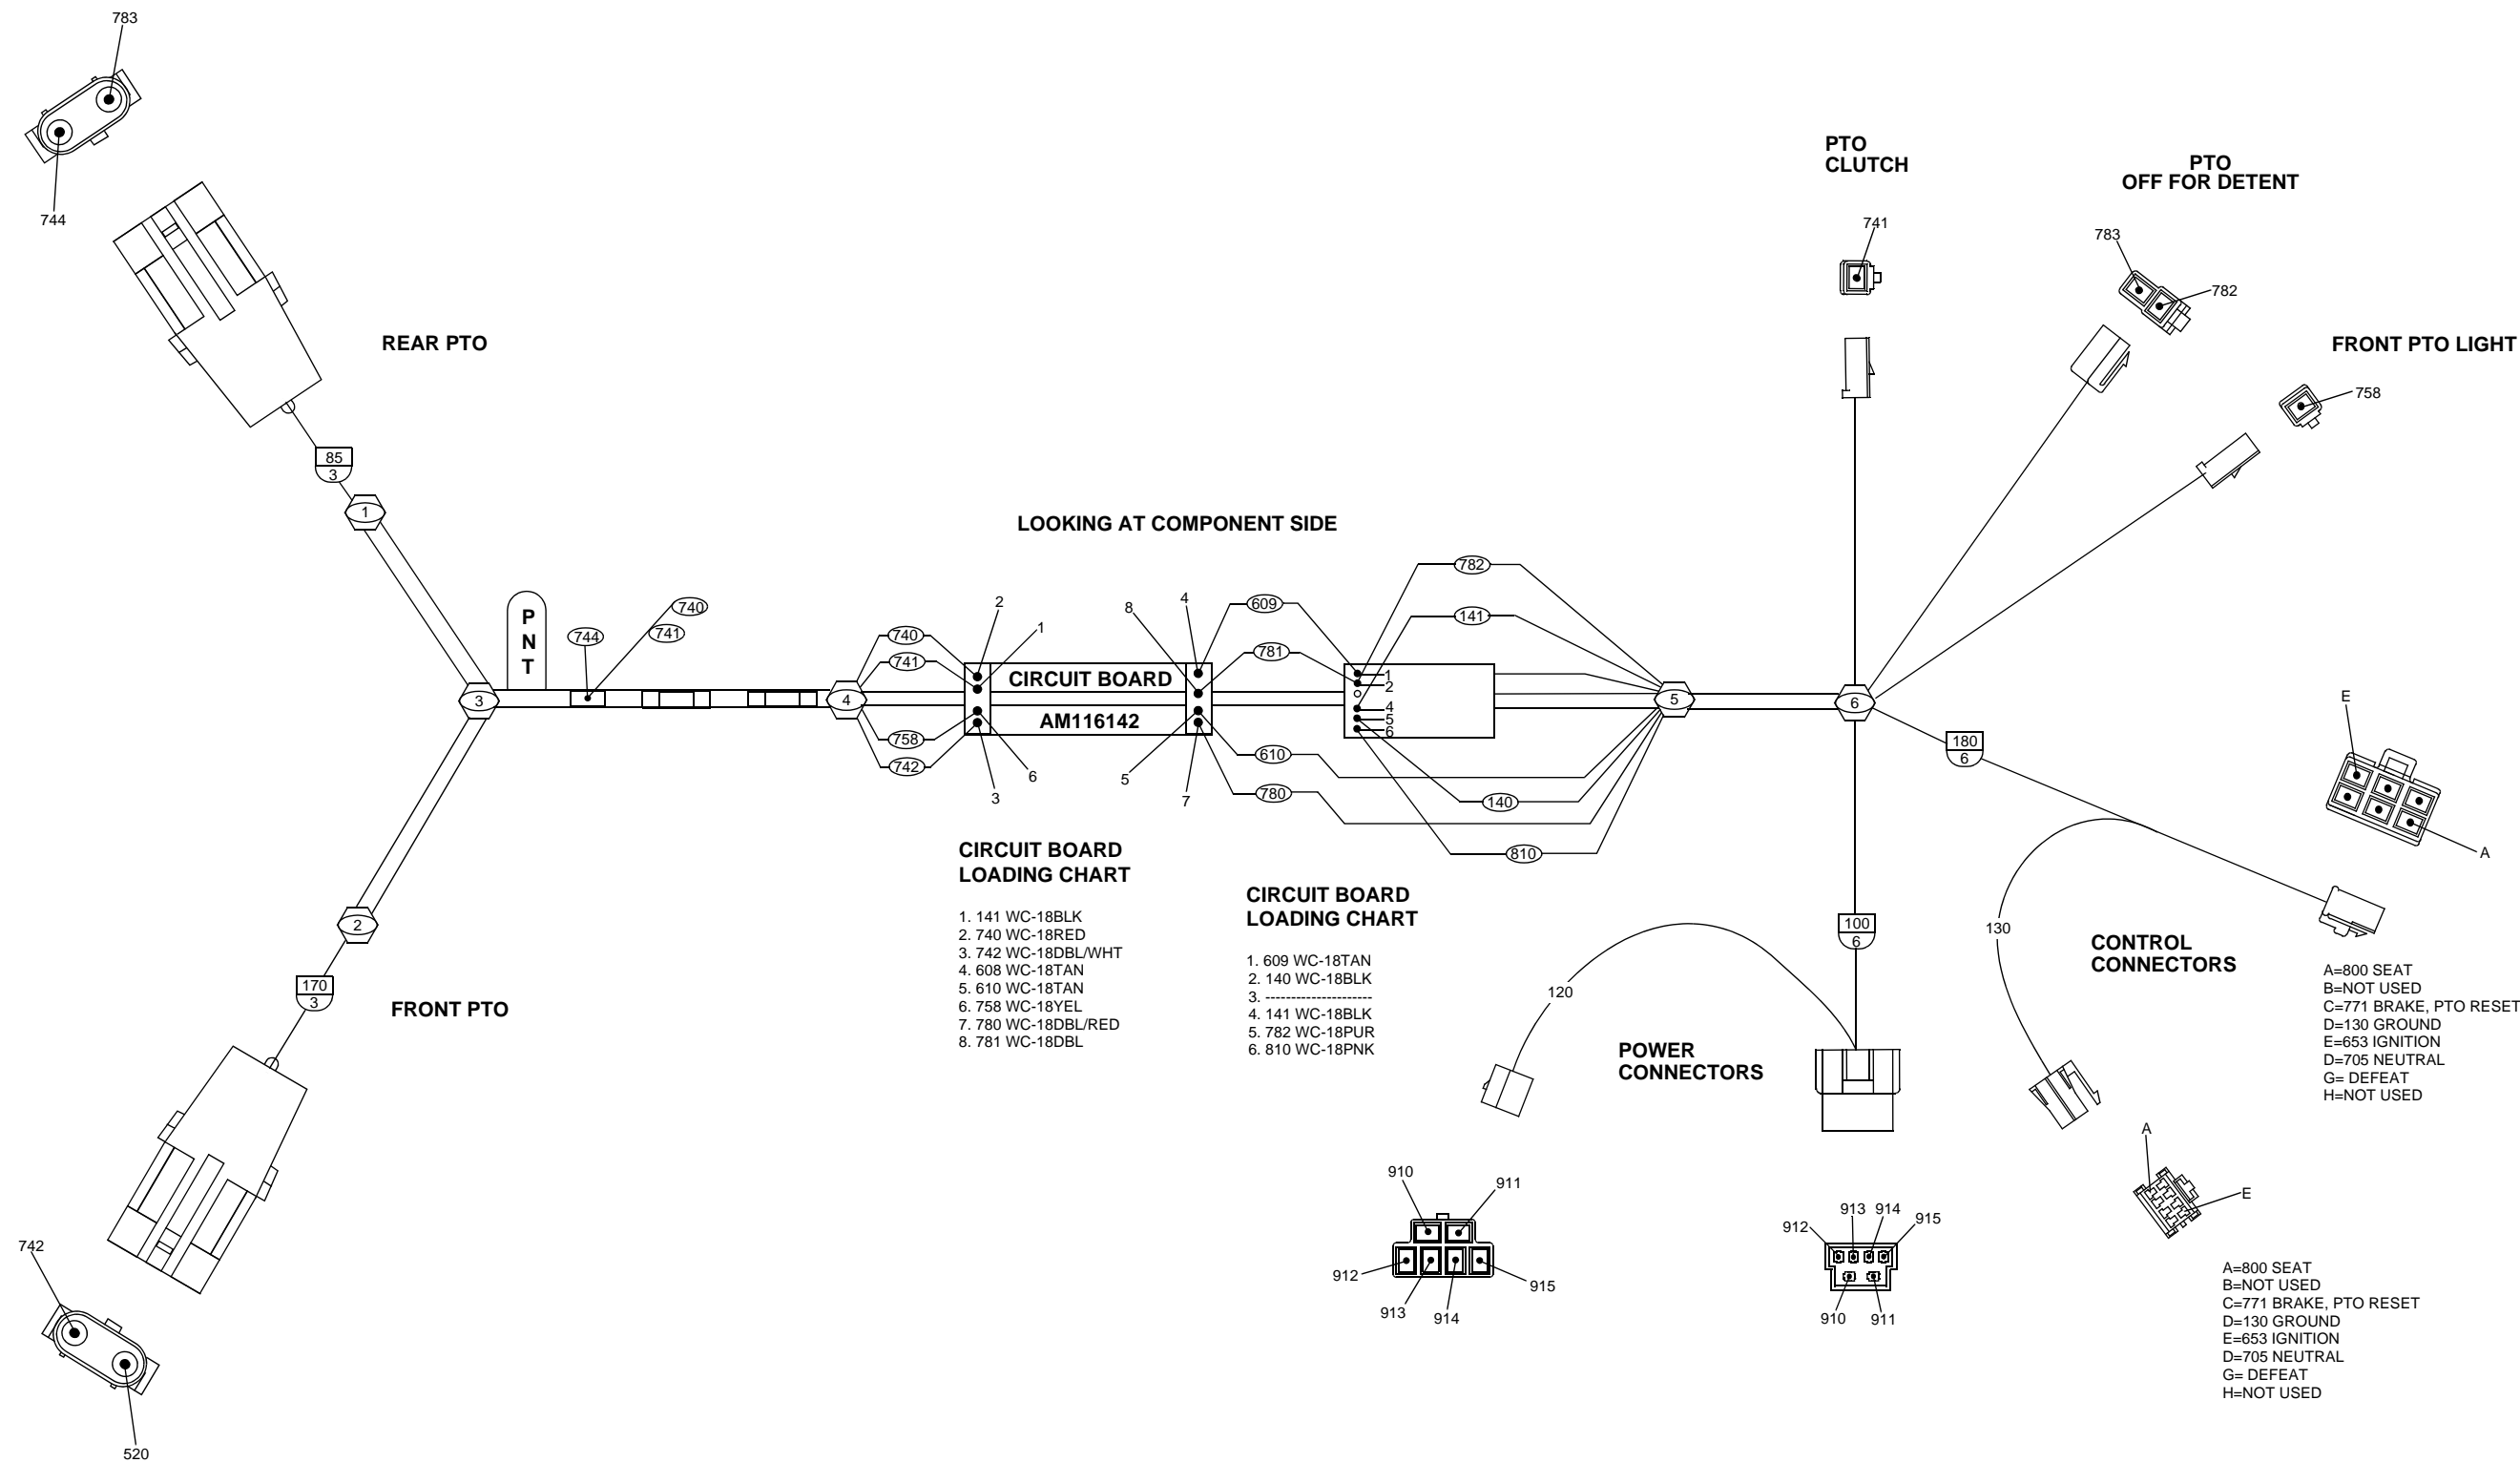 783
744
REAR PTO
85
3
1
P
N
T
744
740
741
3
2
170
3
FRONT PTO
742
520
4
740
741
758
742
2
1
6
3
LOOKING AT COMPONENT SIDE
CIRCUIT BOARD
AM116142
8
4
5
7
609
781
610
780
1
2
4
5
6
782
141
140
810
5
6
CIRCUIT BOARD
LOADING CHART
1. 141 WC-18BLK
2. 740 WC-18RED
3. 742 WC-18DBL/WHT
4. 608 WC-18TAN
5. 610 WC-18TAN
6. 758 WC-18YEL
7. 780 WC-18DBL/RED
8. 781 WC-18DBL
CIRCUIT BOARD
LOADING CHART
1. 609 WC-18TAN
2. 140 WC-18BLK
3. ---------------------
4. 141 WC-18BLK
5. 782 WC-18PUR
6. 810 WC-18PNK
PTO
CLUTCH
741
PTO
OFF FOR DETENT
783
782
FRONT PTO LIGHT
758
180
6
E
A
130
CONTROL
CONNECTORS
A=800 SEAT
B=NOT USED
C=771 BRAKE, PTO RESET
D=130 GROUND
E=653 IGNITION
D=705 NEUTRAL
G= DEFEAT
H=NOT USED
100
6
120
POWER
CONNECTORS
910
911
912
913
914
915
912
913
914
915
910
911
A
E
A=800 SEAT
B=NOT USED
C=771 BRAKE, PTO RESET
D=130 GROUND
E=653 IGNITION
D=705 NEUTRAL
G= DEFEAT
H=NOT USED